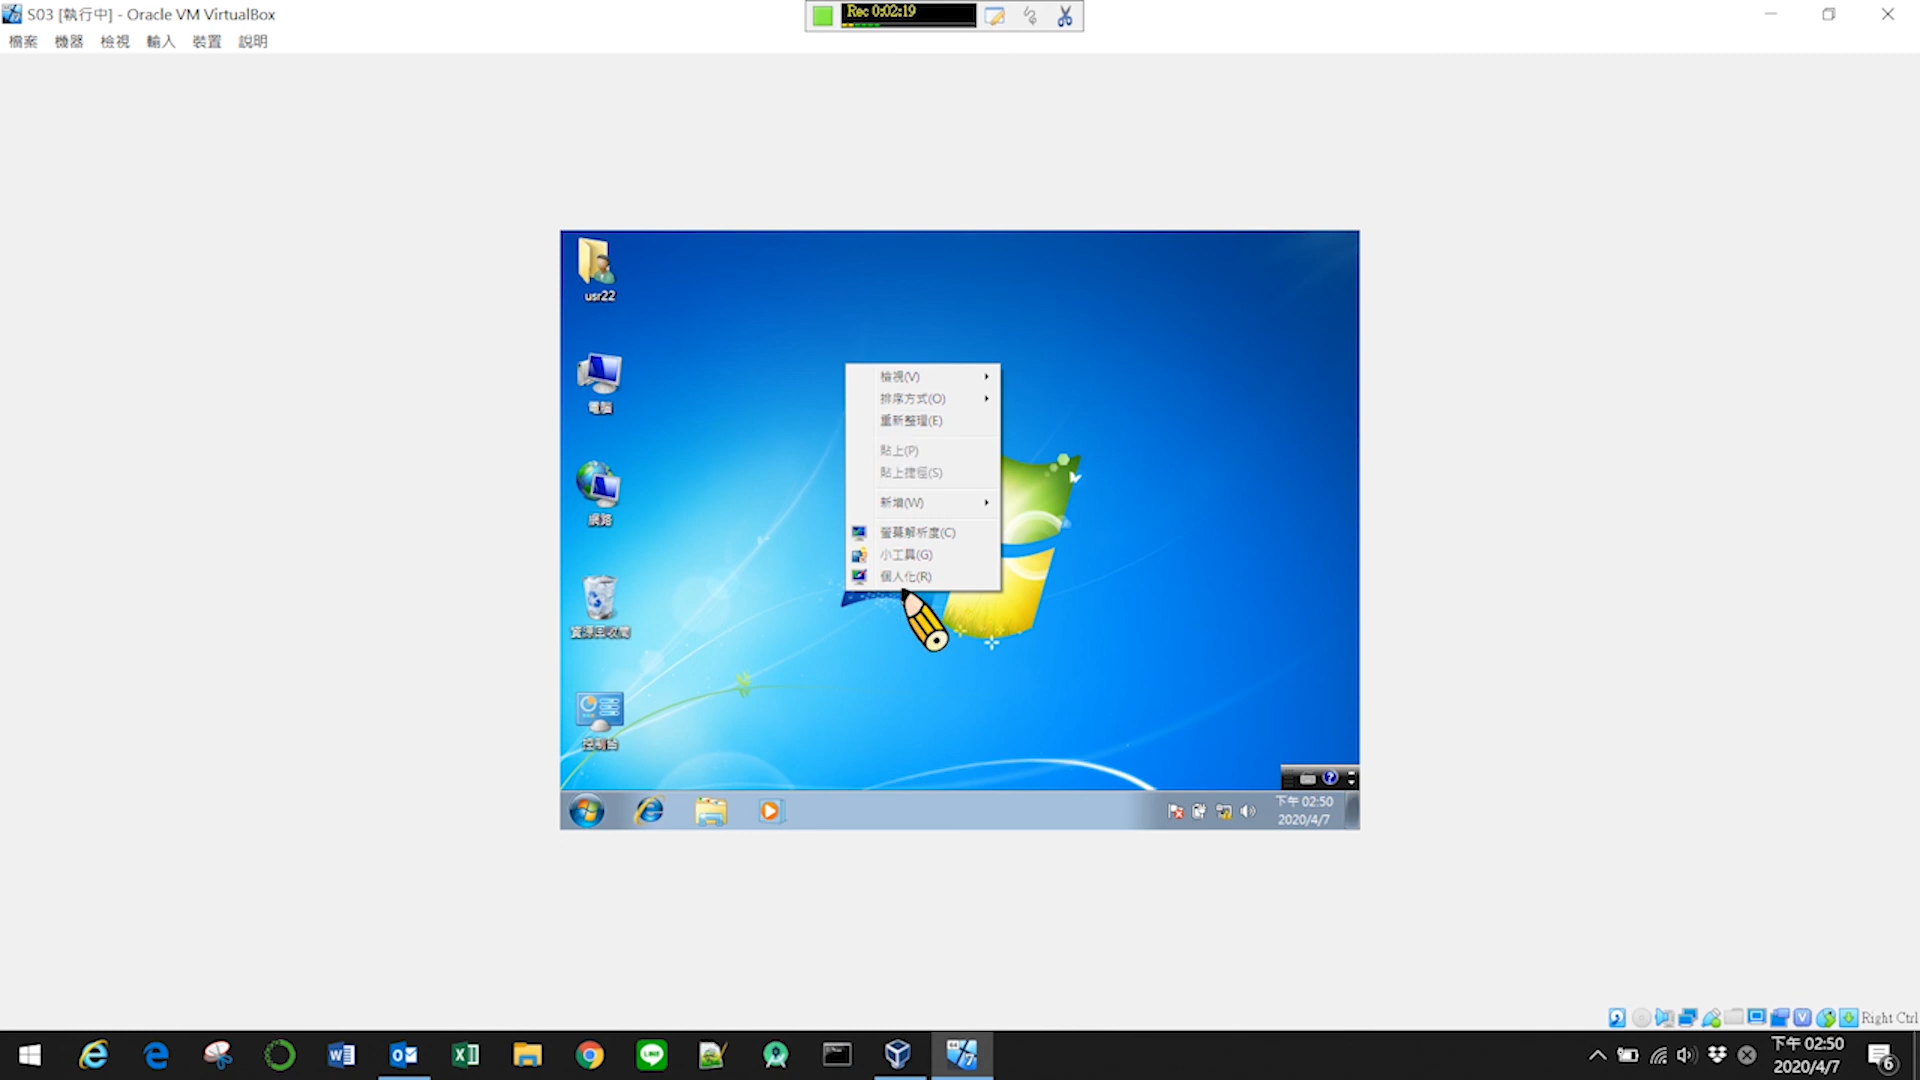 S03 [執行中] - Oracle VM VirtualBox
Rec 0:02:19
檔案 機器 檢視 輸入 裝置 說明
usr22
電腦
網路
資源回收筒
控制台
檢視(V)
排序方式(O)
重新整理(E)
貼上(P)
貼上捷徑(S)
新增(W)
螢幕解析度(C)
小工具(G)
個人化(R)
下午 02:50
2020/4/7
Right Ctrl
下午 02:50
2020/4/7
6